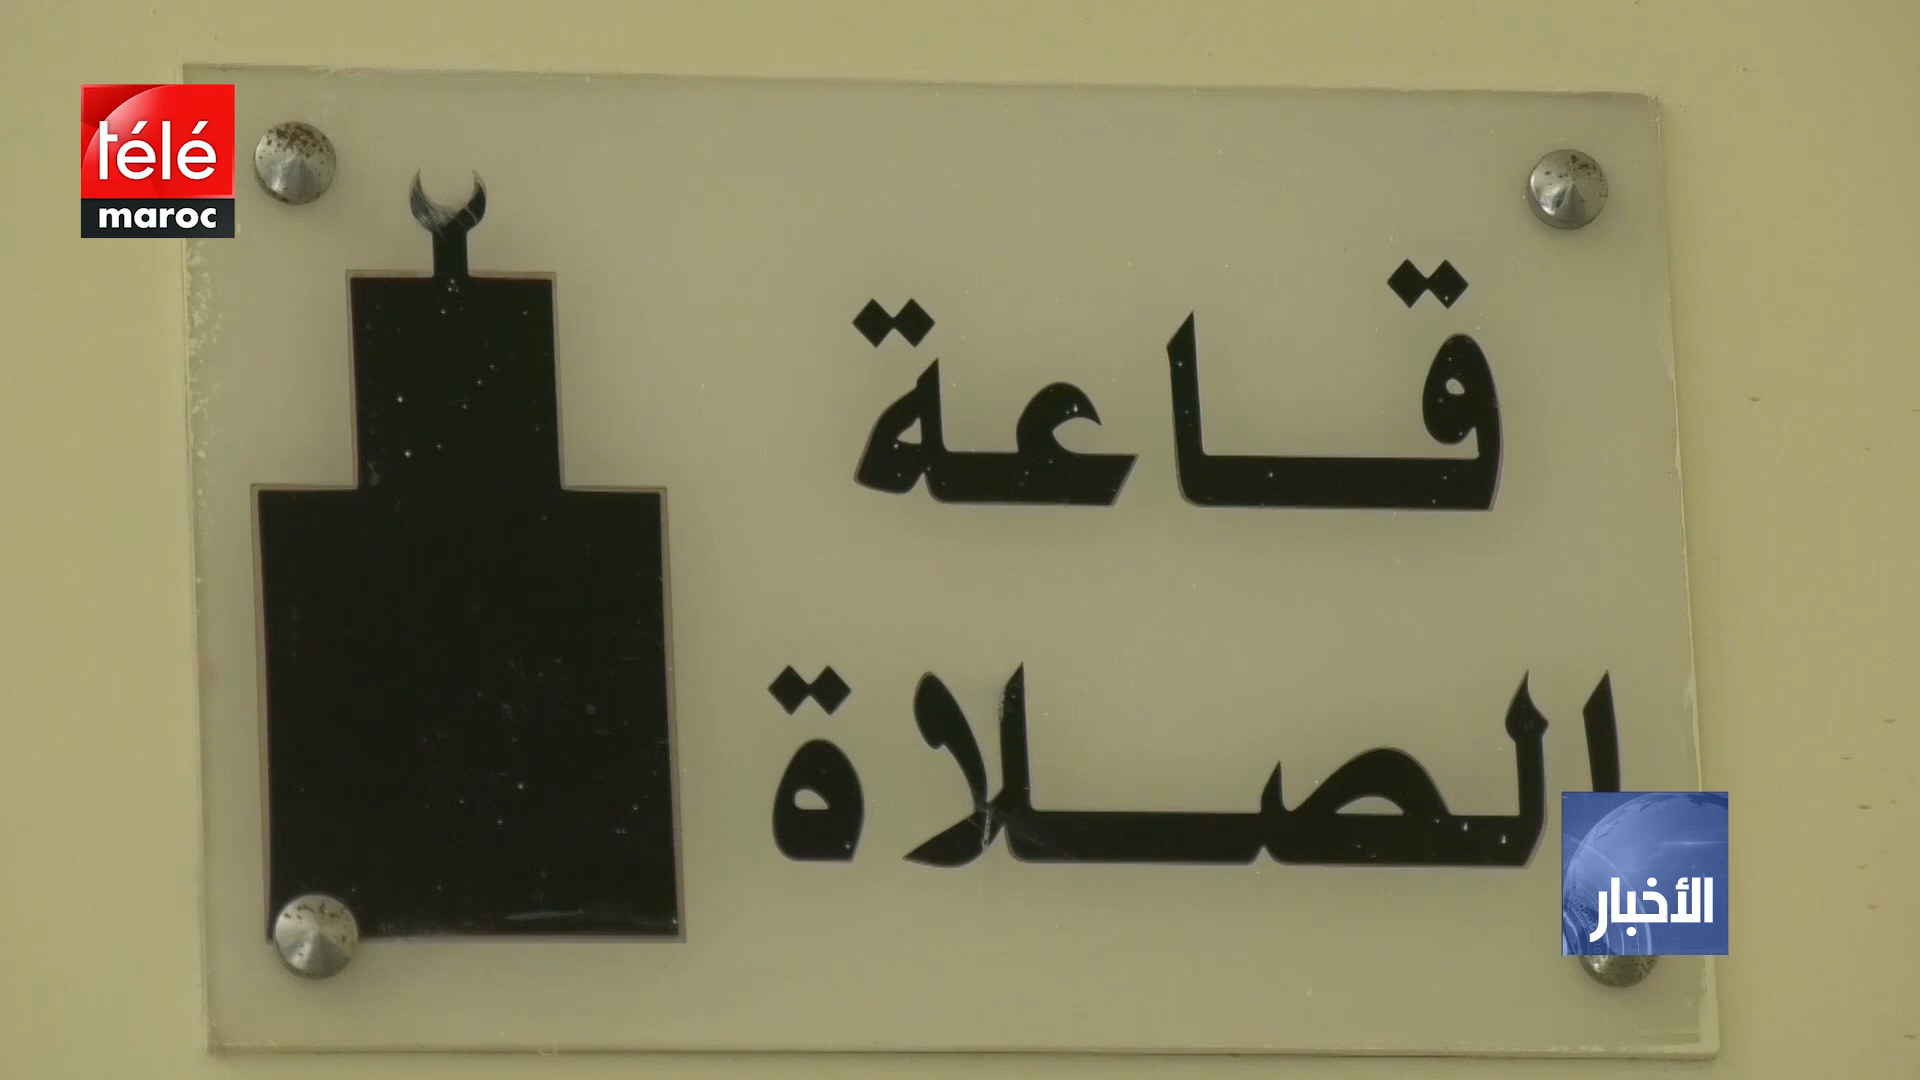 télé
maroc
قاعة
الصلاة
الأخبار